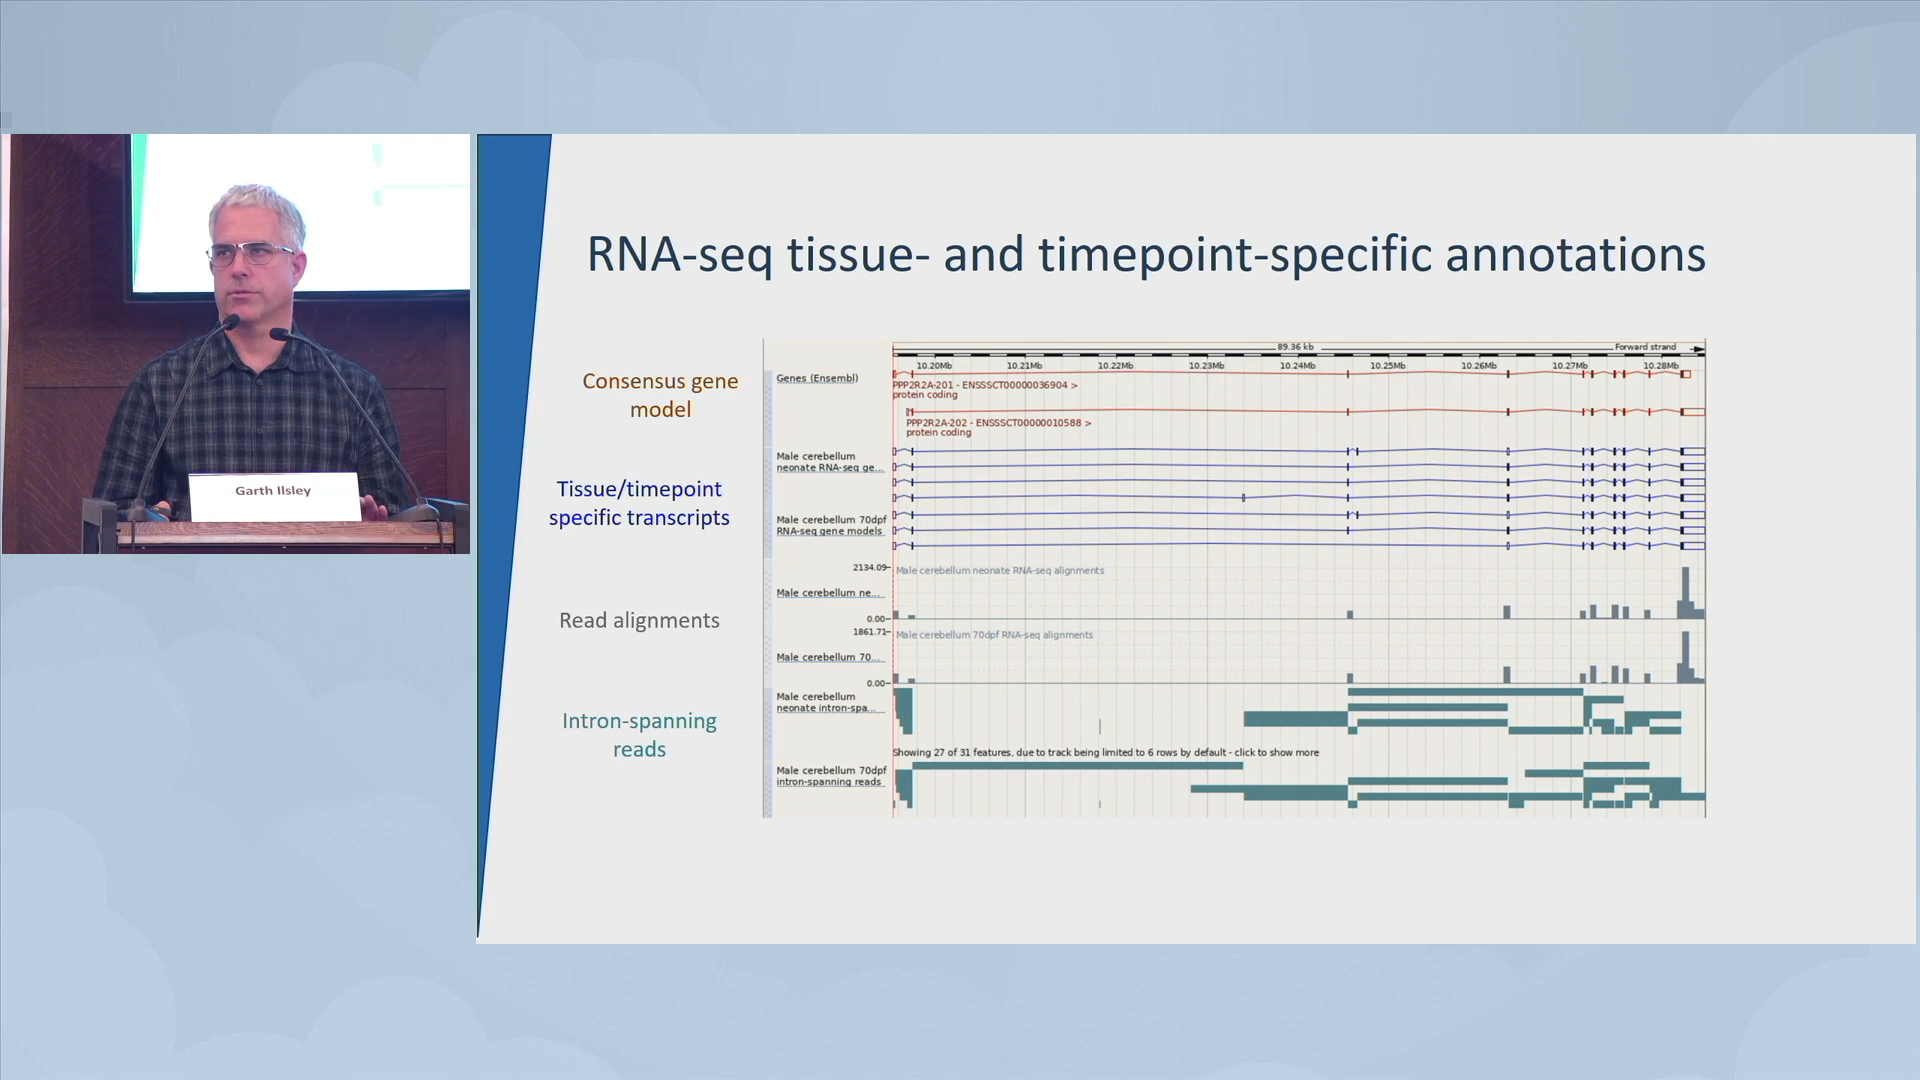 Garth Ilsley
RNA-seq tissue- and timepoint-specific annotations
Consensus gene
model
Tissue/timepoint
specific transcripts
Read alignments
Intron-spanning
reads
89.36 kb
Forward strand
10.20Mb 10.21Mb 10.22Mb 10.23Mb 10.24Mb 10.25Mb 10.26Mb 10.27Mb 10.28Mb
Genes (Ensembl)
PPP2R2A-201 - ENSSSCT00000036904 >
protein coding
PPP2R2A-202 - ENSSSCT00000010588 >
protein coding
Male cerebellum
neonate RNA-seq ge...
Male cerebellum 70dpf
RNA-seq gene models
2134.09
Male cerebellum neonate RNA-seq alignments
Male cerebellum ne...
0.00
1861.71
Male cerebellum 70dpf RNA-seq alignments
Male cerebellum 70...
0.00
Male cerebellum
neonate intron-spa...
Showing 27 of 31 features, due to track being limited to 6 rows by default - click to show more
Male cerebellum 70dpf
intron-spanning reads